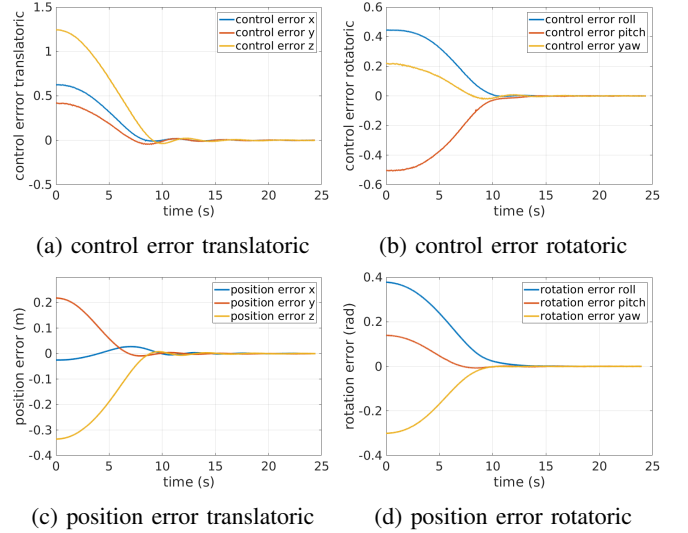 control errror translatoric
1.5
1
0.5
0
-0.5
control error x
control error y
control error z
0 5 10 15 20 25
time (s)
(a) control error translatoric
control errror rotatoric
0.6
0.4
0.2
0
-0.2
-0.4
-0.6
control error roll
control error pitch
control error yaw
0 5 10 15 20 25
time (s)
(b) control error rotatoric
position error (m)
0.2
0.1
0
-0.1
-0.2
-0.3
-0.4
position error x
position error y
position error z
0 5 10 15 20 25
time (s)
(c) position error translatoric
rotation error (rad)
0.4
0.2
0
-0.2
-0.4
rotation error roll
rotation error pitch
rotation error yaw
0 5 10 15 20 25
time (s)
(d) position error rotatoric